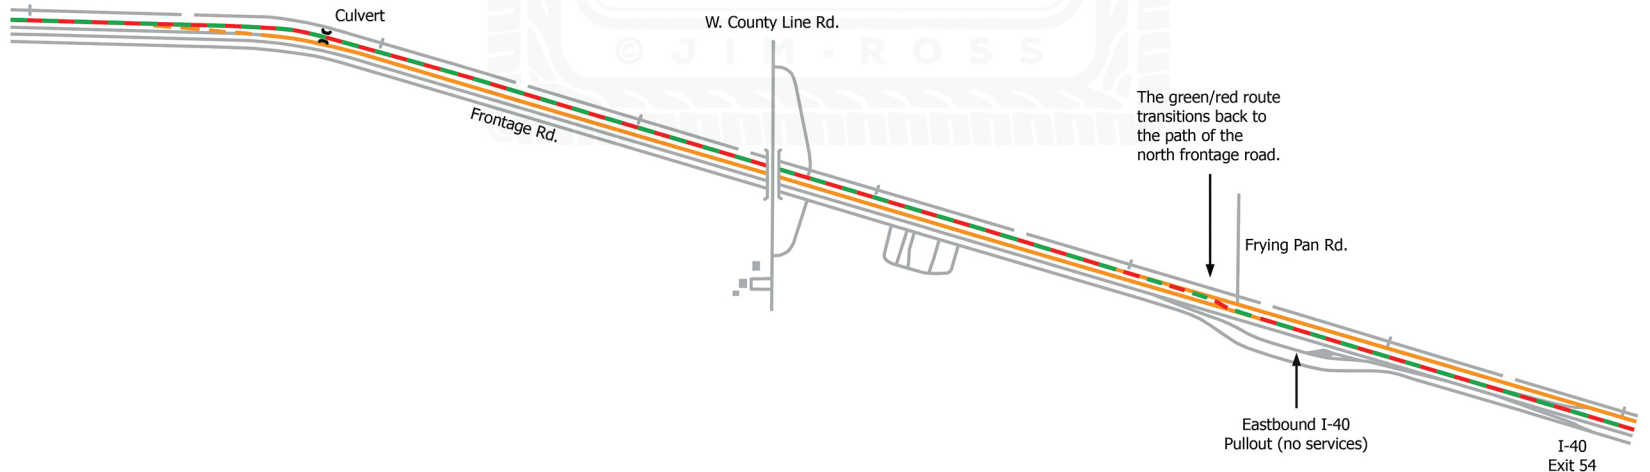 Culvert
W. County Line Rd.
© JIM • ROSS
Frontage Rd.
The green/red route
transitions back to
the path of the
north frontage road.
Frying Pan Rd.
Eastbound I-40
Pullout (no services)
I-40
Exit 54